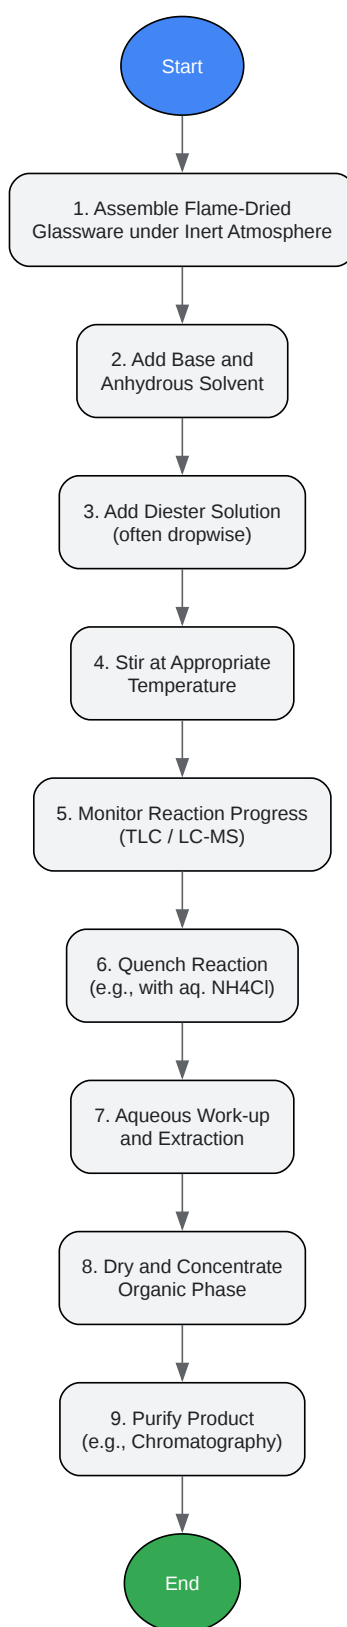 Start
1. Assemble Flame-Dried
Glassware under Inert Atmosphere
2. Add Base and
Anhydrous Solvent
3. Add Diester Solution
(often dropwise)
4. Stir at Appropriate
Temperature
5. Monitor Reaction Progress
(TLC / LC-MS)
6. Quench Reaction
(e.g., with aq. NH4Cl)
7. Aqueous Work-up
and Extraction
8. Dry and Concentrate
Organic Phase
9. Purify Product
(e.g., Chromatography)
End